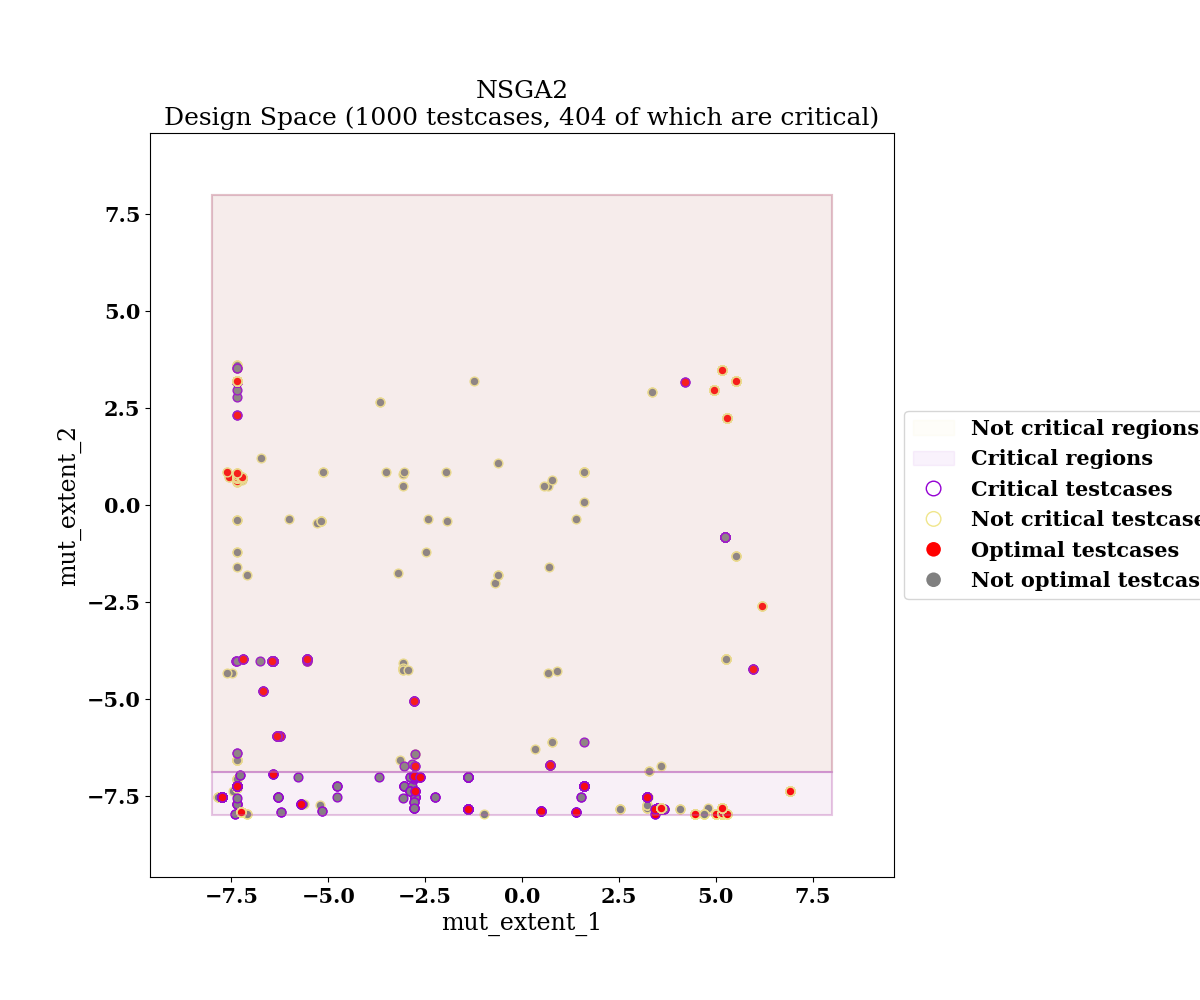 NSGA2
Design Space (1000 testcases, 404 of which are critical)
7.5
5.0
2.5
0.0
−2.5
−5.0
−7.5
mut_extent_2
−7.5
−5.0
−2.5
0.0
2.5
5.0
7.5
mut_extent_1
Not critical regions
Critical regions
Critical testcases
Not critical testcase
Optimal testcases
Not optimal testcas